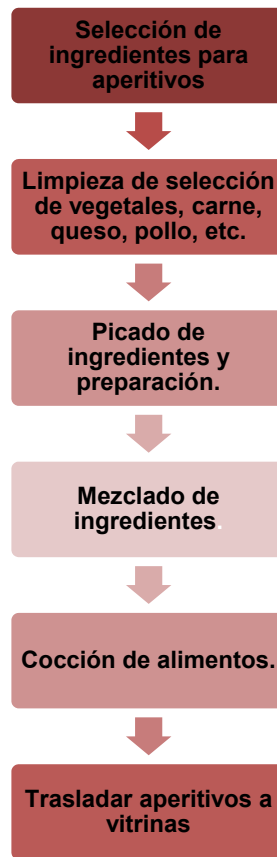 Selección de
ingredientes para
aperitivos
Limpieza de selección
de vegetales, carne,
queso, pollo, etc.
Picado de
ingredientes y
preparación.
Mezclado de
ingredientes.
Cocción de alimentos.
Trasladar aperitivos a
vitrinas